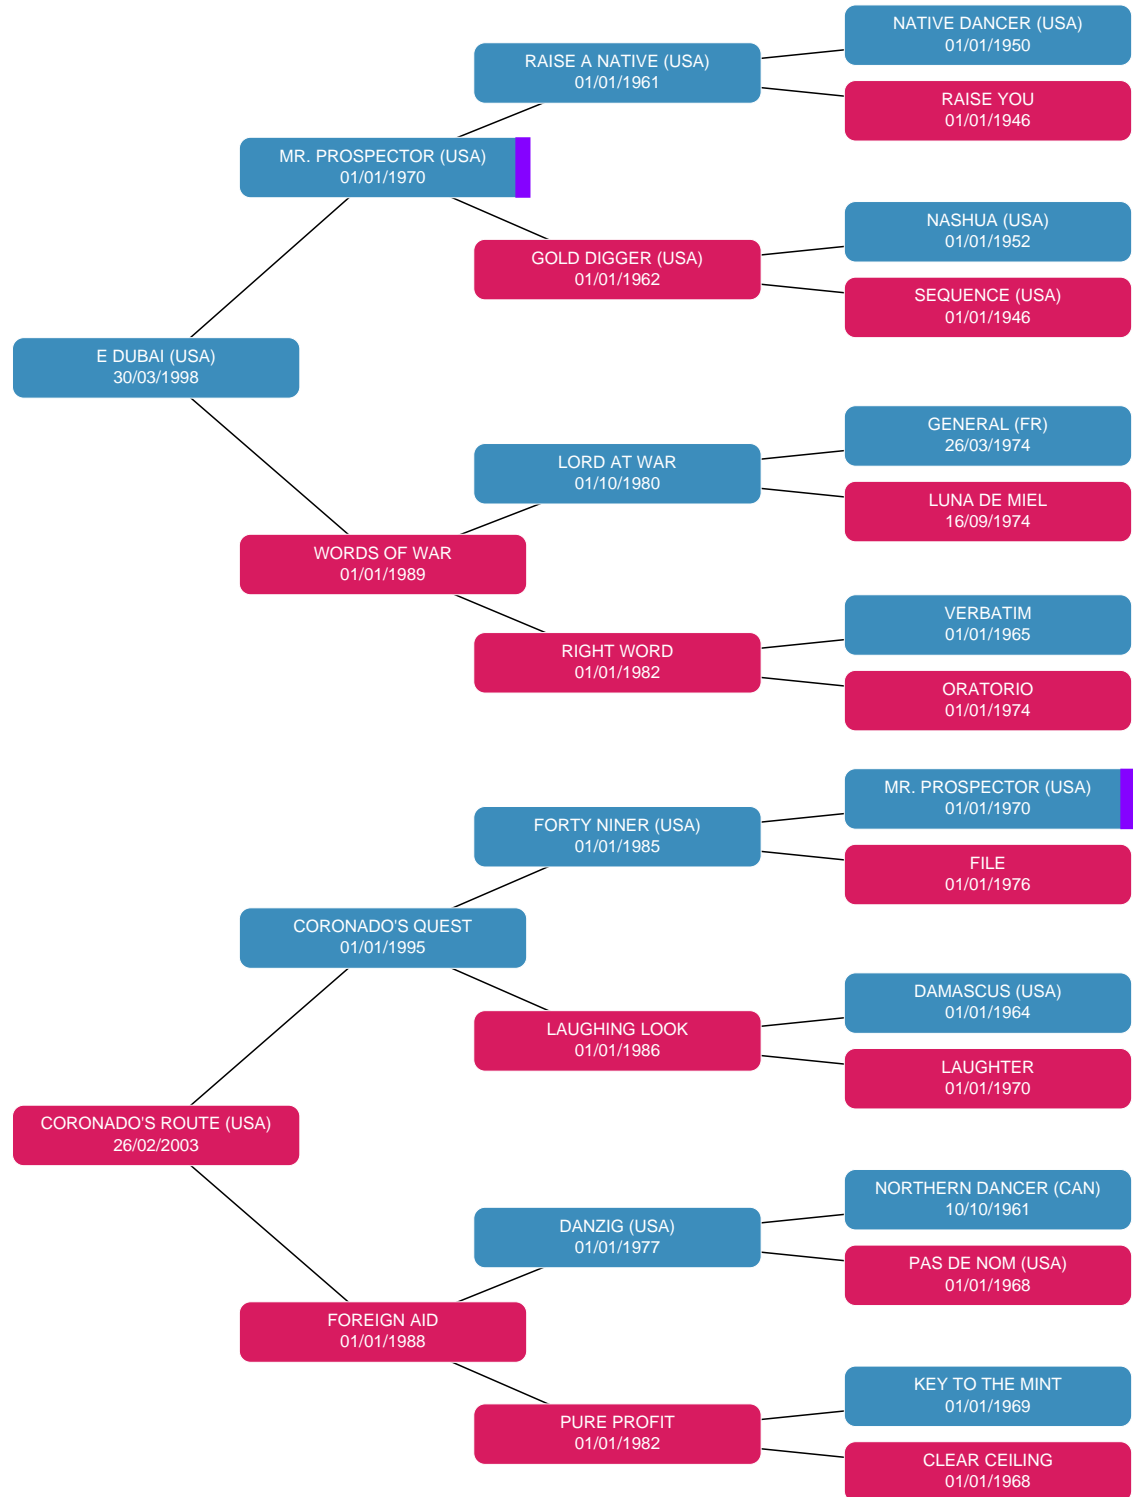 NATIVE DANCER (USA)
01/01/1950
RAISE A NATIVE (USA)
01/01/1961
RAISE YOU
01/01/1946
MR. PROSPECTOR (USA)
01/01/1970
NASHUA (USA)
01/01/1952
GOLD DIGGER (USA)
01/01/1962
SEQUENCE (USA)
01/01/1946
E DUBAI (USA)
30/03/1998
GENERAL (FR)
26/03/1974
LORD AT WAR
01/10/1980
LUNA DE MIEL
16/09/1974
WORDS OF WAR
01/01/1989
VERBATIM
01/01/1965
RIGHT WORD
01/01/1982
ORATORIO
01/01/1974
MR. PROSPECTOR (USA)
01/01/1970
FORTY NINER (USA)
01/01/1985
FILE
01/01/1976
CORONADO'S QUEST
01/01/1995
DAMASCUS (USA)
01/01/1964
LAUGHING LOOK
01/01/1986
LAUGHTER
01/01/1970
CORONADO'S ROUTE (USA)
26/02/2003
NORTHERN DANCER (CAN)
10/10/1961
DANZIG (USA)
01/01/1977
PAS DE NOM (USA)
01/01/1968
FOREIGN AID
01/01/1988
KEY TO THE MINT
01/01/1969
PURE PROFIT
01/01/1982
CLEAR CEILING
01/01/1968